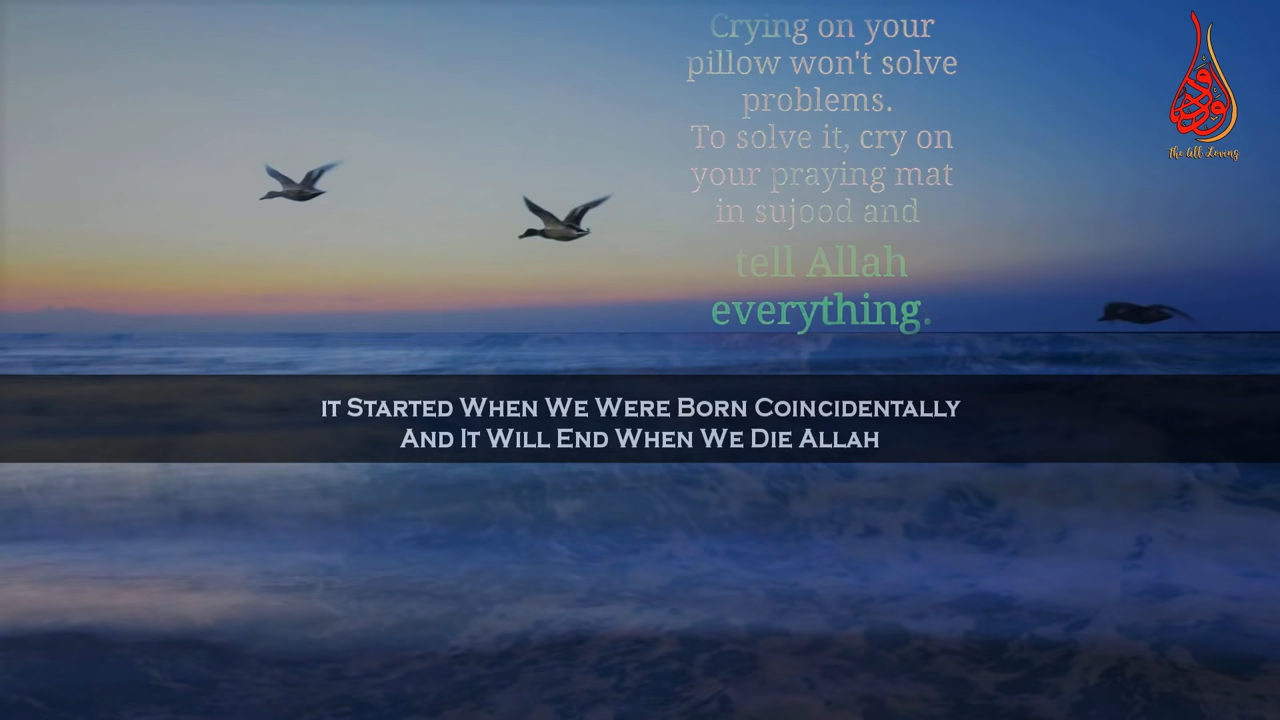 Crying on your
pillow won't solve
problems.
To solve it, cry on
your praying mat
in sujood and
tell Allah
everything.
الودود
The All Loving
IT STARTED WHEN WE WERE BORN COINCIDENTALLY
AND IT WILL END WHEN WE DIE ALLAH